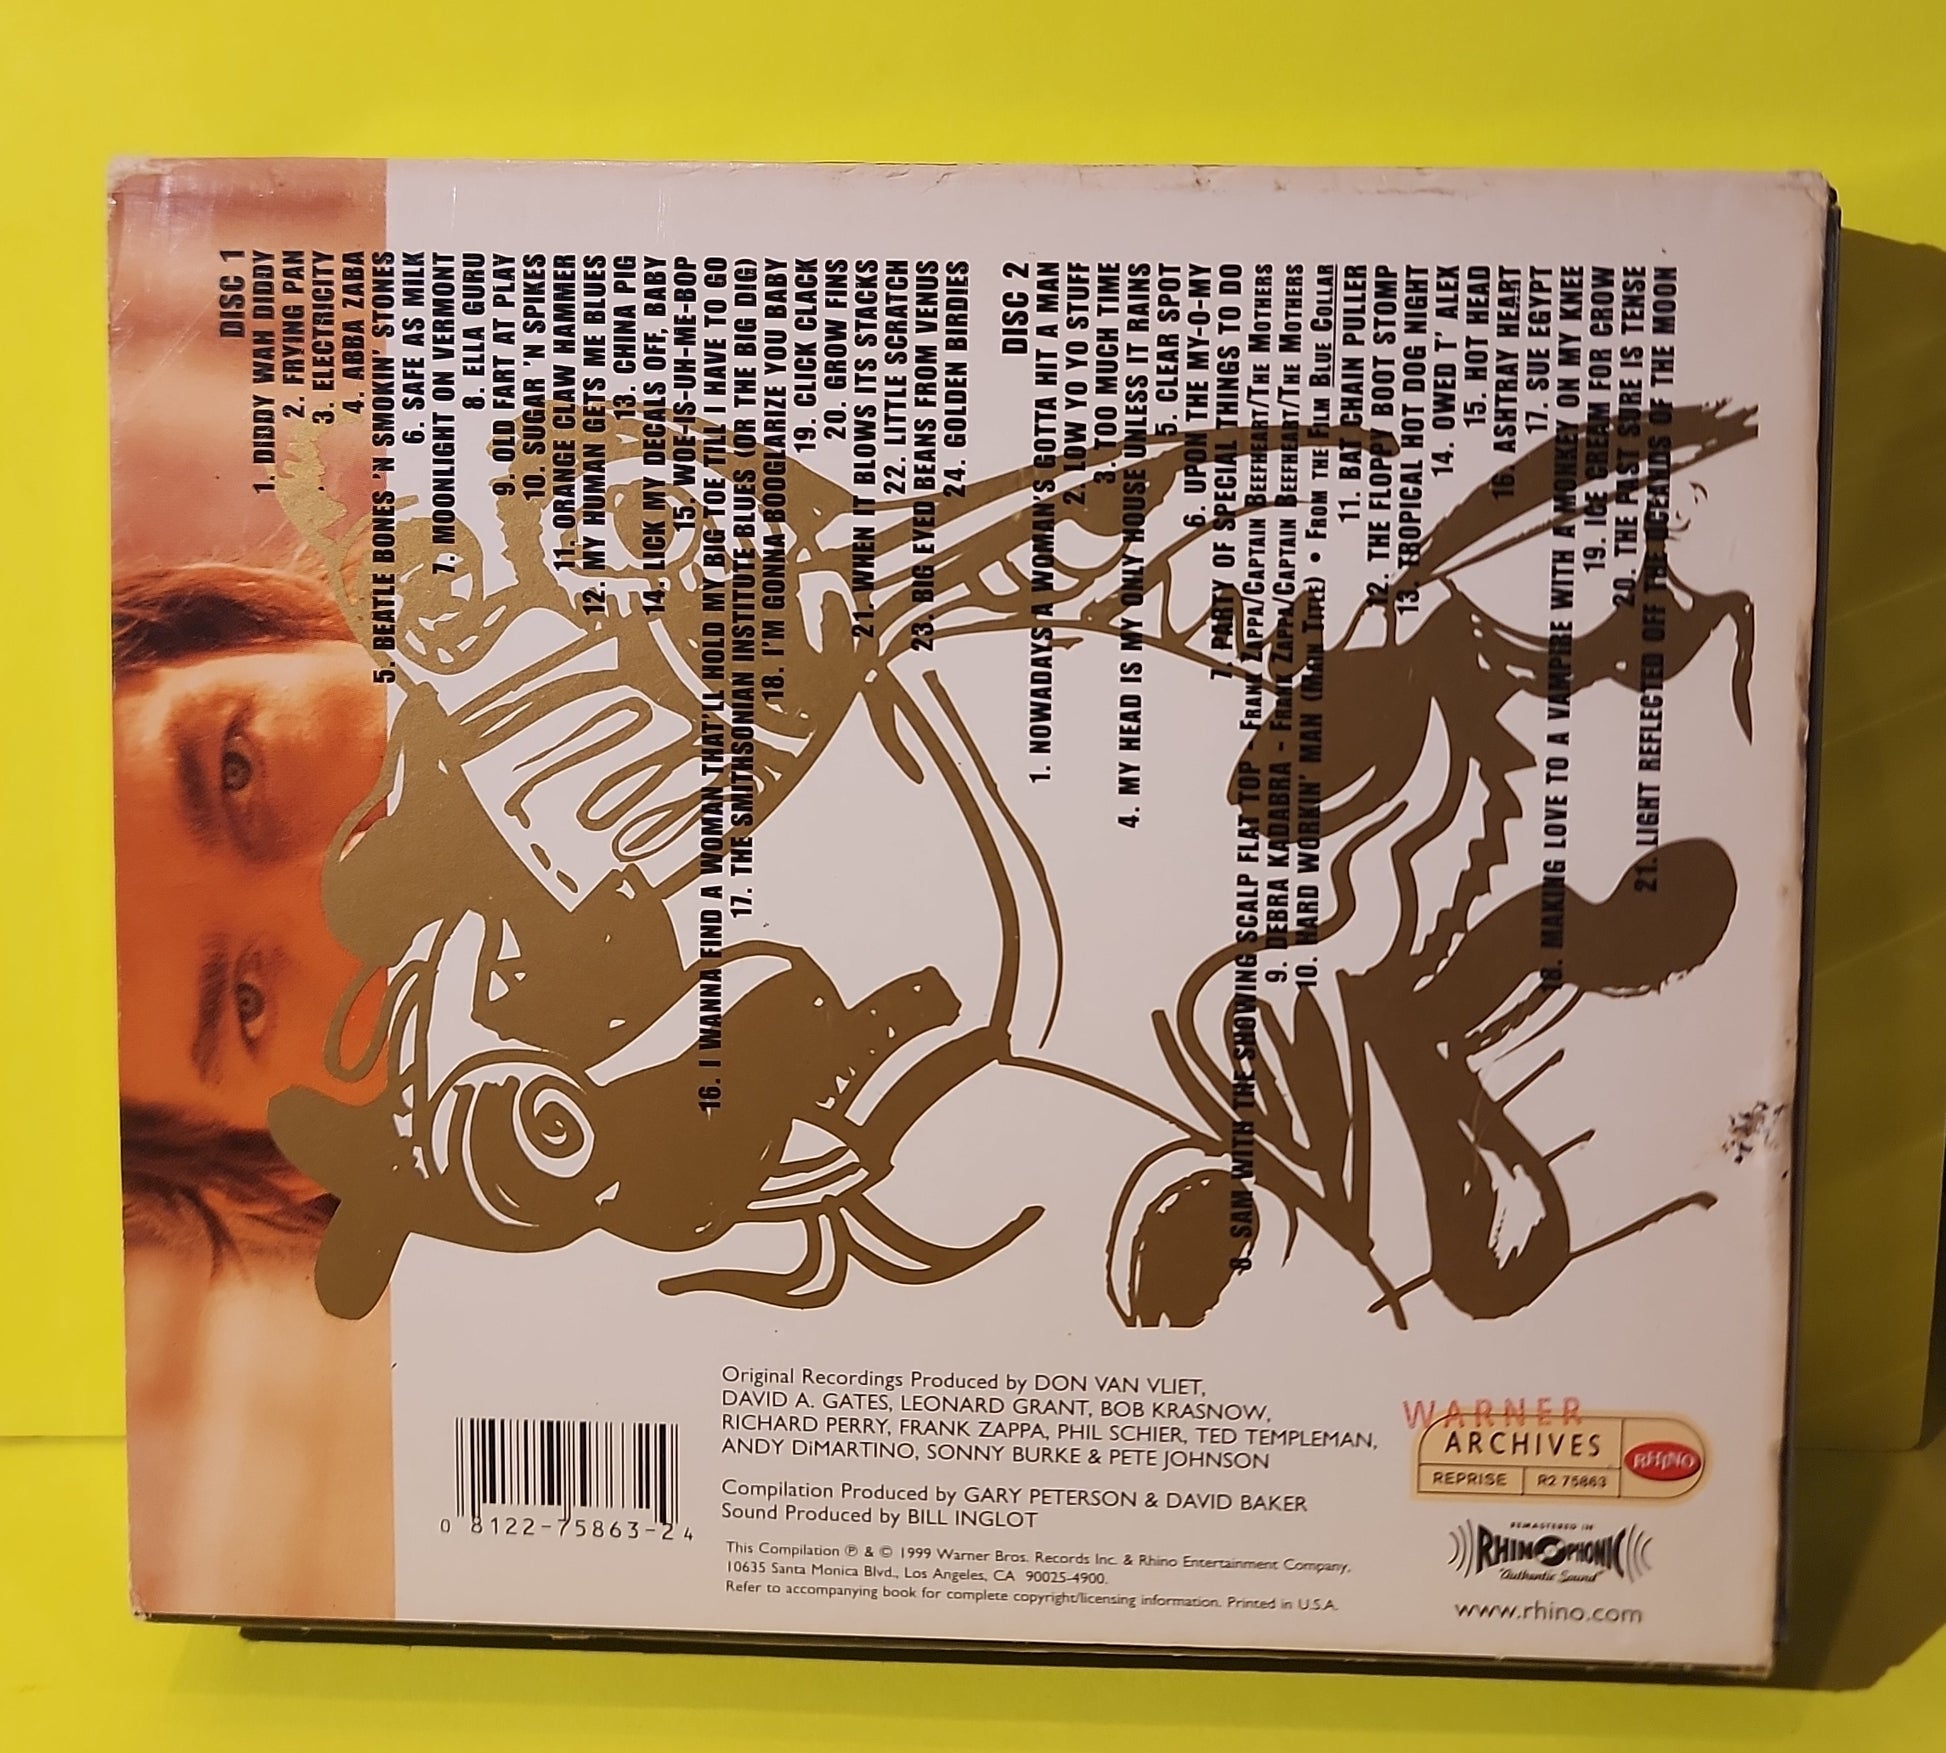 DISC 1
1. DIDDY WAH DIDDY
2. FRYING PAN
3. ELECTRICITY
4. ABBA ZABA
5. BEATLE BONES 'N SMOKIN' STONES
6. SAFE AS MILK
7. MOONLIGHT ON VERMONT
8. ELLA GURU
9. OLD FART AT PLAY
10. SUGAR 'N SPIKES
11. ORANGE CLAW HAMMER
12. MY HUMAN GETS ME BLUES
13. CHINA PIG
14. LICK MY DECALS OFF, BABY
15. WOE-IS-UH-ME-BOP
16. I WANNA FIND A WOMAN THAT'LL HOLD MY BIG TOE TILL I HAVE TO GO
17. THE SMITHSONIAN INSTITUTE BLUES (OR THE BIG DIG)
18. I'M GONNA BOOGLARIZE YOU BABY
19. CLICK CLACK
20. GROW FINS
21. WHEN IT BLOWS ITS STACKS
22. LITTLE SCRATCH
23. BIG EYED BEANS FROM VENUS
24. GOLDEN BIRDIES
DISC 2
1. NOWADAYS A WOMAN'S GOTTA HIT A MAN
2. LOW YO YO STUFF
3. TOO MUCH TIME
4. MY HEAD IS MY ONLY HOUSE UNLESS IT RAINS
5. CLEAR SPOT
6. UPON THE MY-O-MY
7. PARTY OF SPECIAL THINGS TO DO
8. SAM WITH THE SHOWING SCALP FLAT TOP - FRANK ZAPPA/CAPTAIN BEEFHEART/THE MOTHERS
9. DEBRA KADABRA - FRANK ZAPPA/CAPTAIN BEEFHEART/THE MOTHERS
10. HARD WORKIN' MAN (MAIN TITLE) • FROM THE FILM BLUE COLLAR
11. BAT CHAIN PULLER
12. THE FLOPPY BOOT STOMP
13. TROPICAL HOT DOG NIGHT
14. OWED T' ALEX
15. HOT HEAD
16. ASHTRAY HEART
17. SUE EGYPT
18. MAKING LOVE TO A VAMPIRE WITH A MONKEY ON MY KNEE
19. ICE CREAM FOR CROW
20. THE PAST SURE IS TENSE
21. LIGHT REFLECTED OFF THE OCEANDS OF THE MOON
Original Recordings Produced by DON VAN VLIET,
DAVID A. GATES, LEONARD GRANT, BOB KRASNOW,
RICHARD PERRY, FRANK ZAPPA, PHIL SCHIER, TED TEMPLEMAN,
ANDY DiMARTINO, SONNY BURKE & PETE JOHNSON
Compilation Produced by GARY PETERSON & DAVID BAKER
Sound Produced by BILL INGLOT
This Compilation ℗ & © 1999 Warner Bros. Records Inc. & Rhino Entertainment Company,
10635 Santa Monica Blvd., Los Angeles, CA 90025-4900.
Refer to accompanying book for complete copyright/licensing information. Printed in U.S.A.
0 8122-75863-2 4
WARNER
ARCHIVES
RHINO
REPRISE R2 75863
REMASTERED IN
RHINOPHONIC
"Authentic Sound"
www.rhino.com